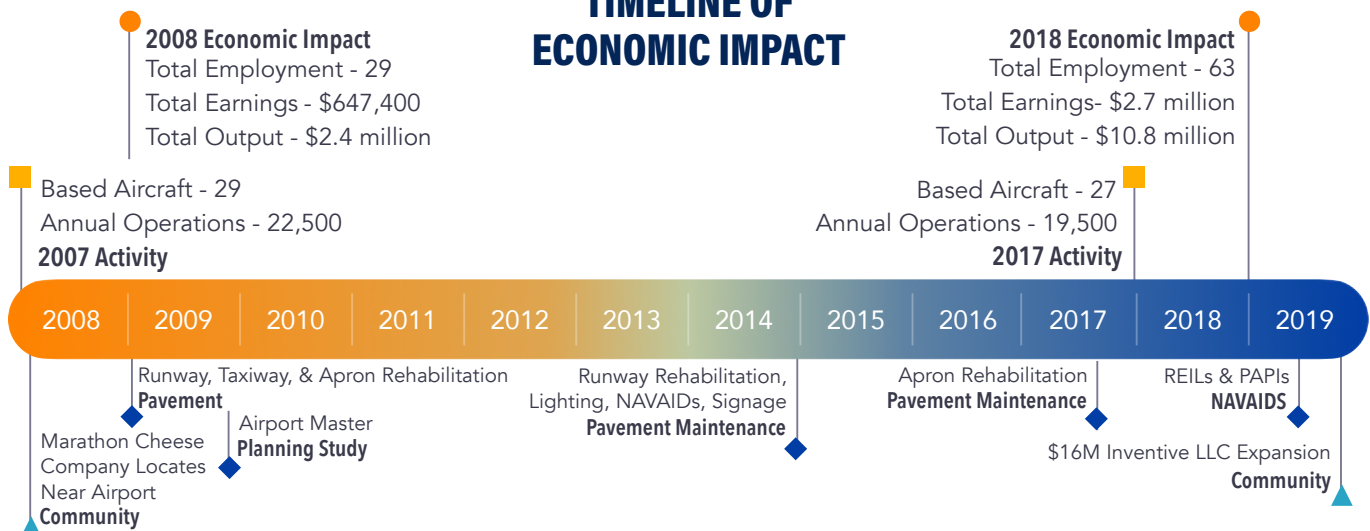 TIMELINE OF
ECONOMIC IMPACT
2008 Economic Impact
Total Employment - 29
Total Earnings - $647,400
Total Output - $2.4 million
2018 Economic Impact
Total Employment - 63
Total Earnings- $2.7 million
Total Output - $10.8 million
Based Aircraft - 29
Annual Operations - 22,500
2007 Activity
Based Aircraft - 27
Annual Operations - 19,500
2017 Activity
2008 2009 2010 2011 2012 2013 2014 2015 2016 2017 2018 2019
Runway, Taxiway, & Apron Rehabilitation
Pavement
Marathon Cheese
Company Locates
Near Airport
Community
Airport Master
Planning Study
Runway Rehabilitation,
Lighting, NAVAIDs, Signage
Pavement Maintenance
Apron Rehabilitation
Pavement Maintenance
REILs & PAPIs
NAVAIDS
$16M Inventive LLC Expansion
Community